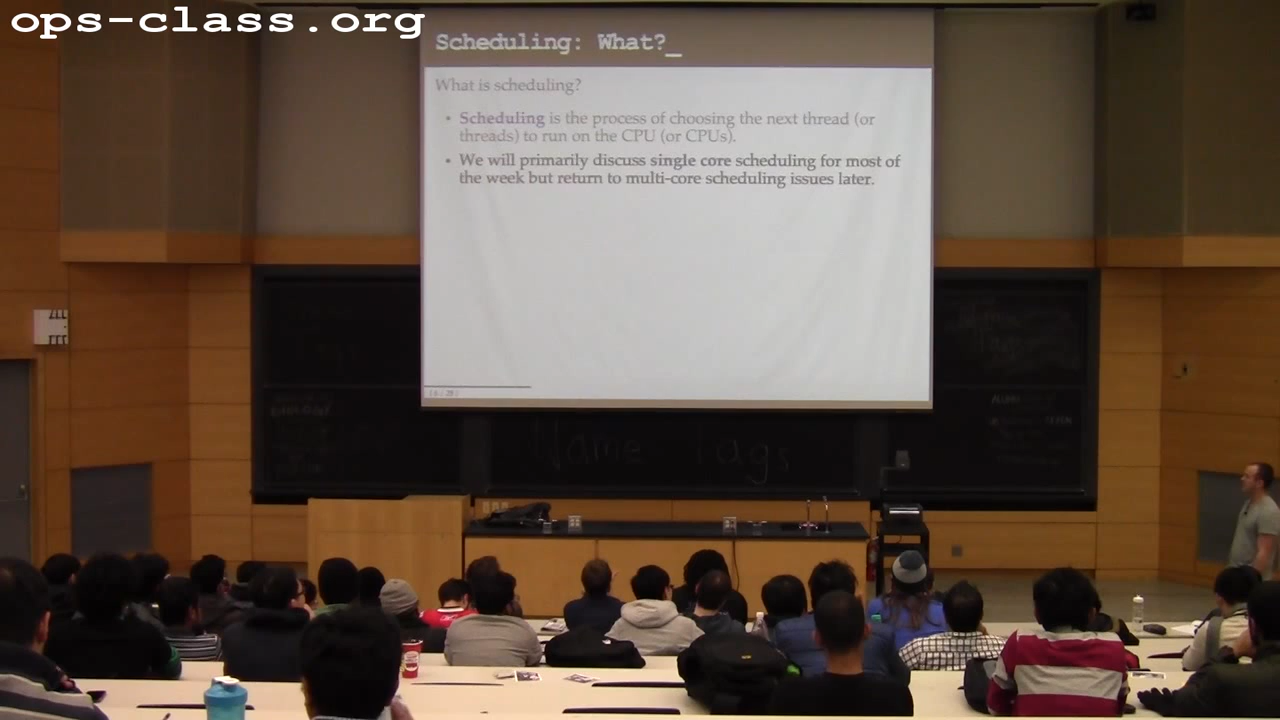 ops-class.org
Scheduling: What?_
What is scheduling?
• Scheduling is the process of choosing the next thread (or
threads) to run on the CPU (or CPUs).
• We will primarily discuss single core scheduling for most of
the week but return to multi-core scheduling issues later.
Name Tags